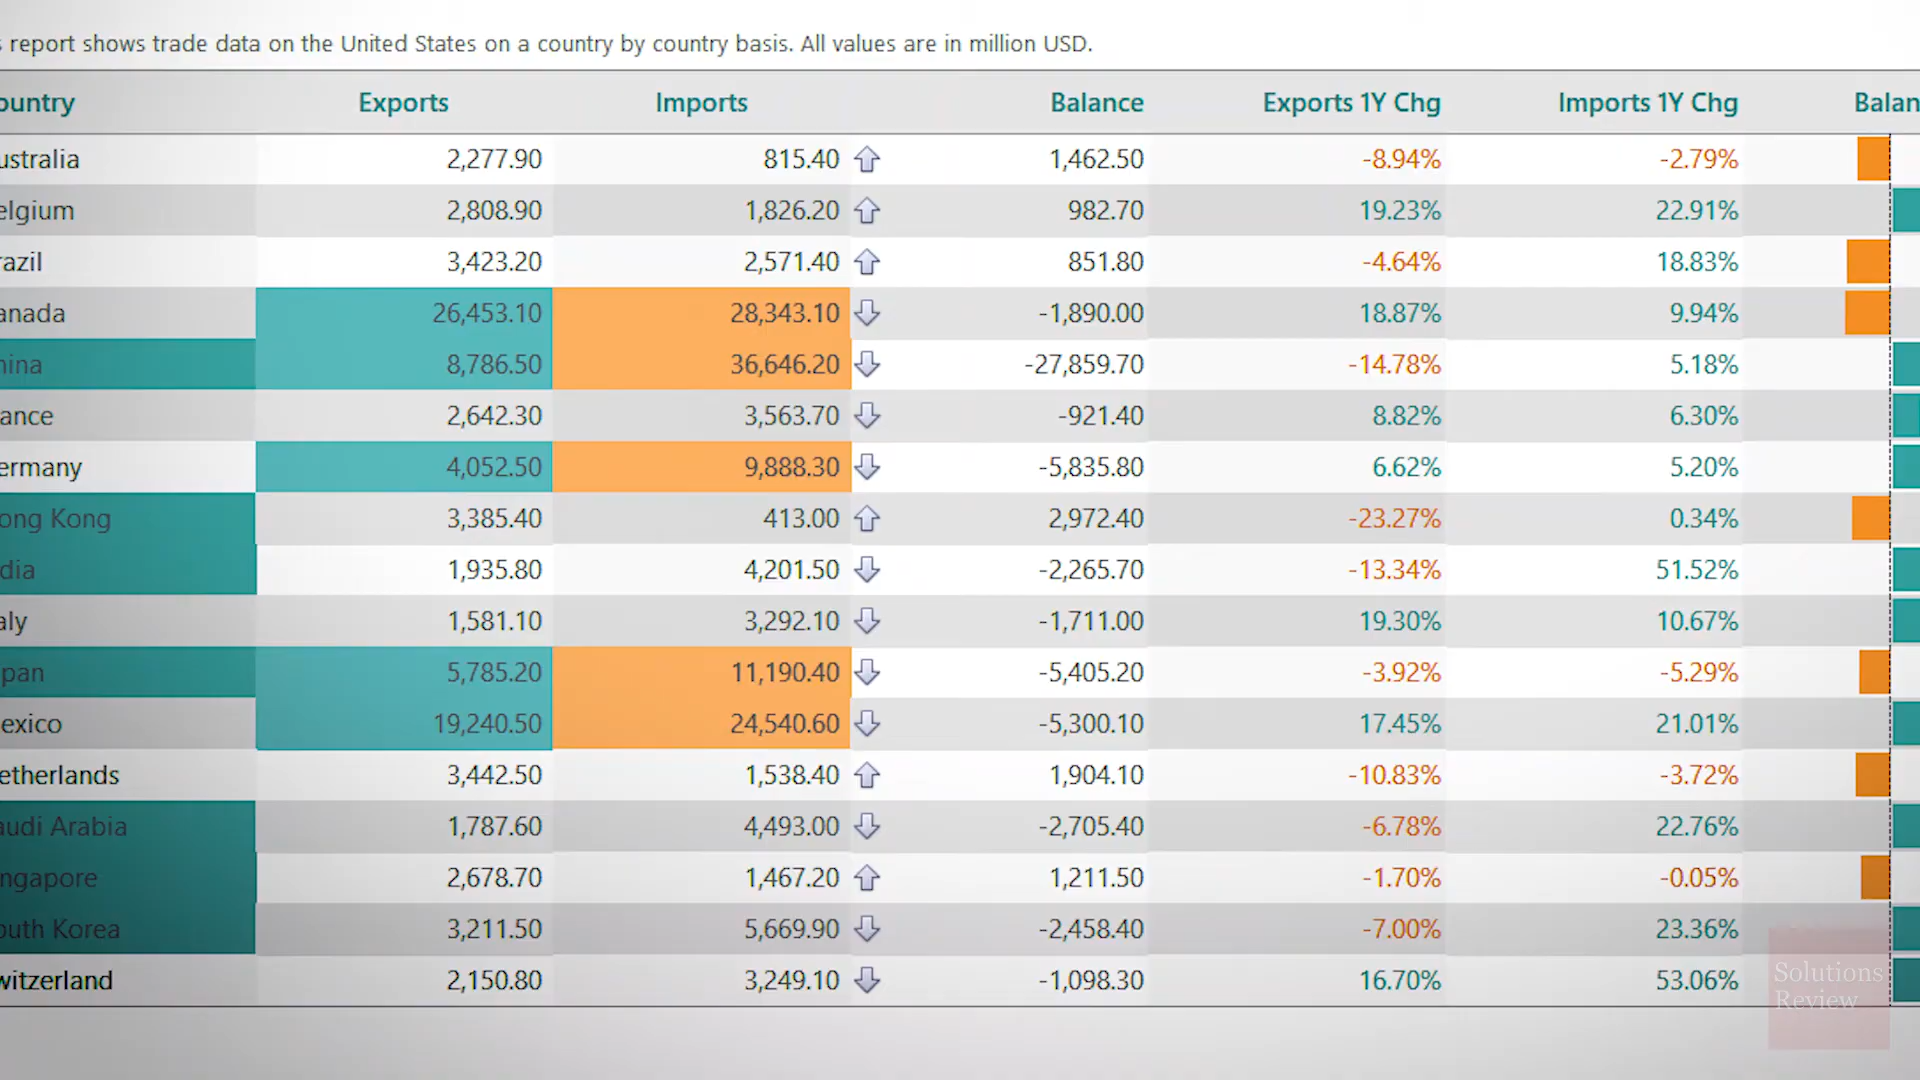 report shows trade data on the United States on a country by country basis. All values are in million USD.
ountry Exports Imports Balance Exports 1Y Chg Imports 1Y Chg Balan
ustralia 2,277.90 815.40 1,462.50 -8.94% -2.79%
elgium 2,808.90 1,826.20 982.70 19.23% 22.91%
razil 3,423.20 2,571.40 851.80 -4.64% 18.83%
anada 26,453.10 28,343.10 -1,890.00 18.87% 9.94%
hina 8,786.50 36,646.20 -27,859.70 -14.78% 5.18%
ance 2,642.30 3,563.70 -921.40 8.82% 6.30%
ermany 4,052.50 9,888.30 -5,835.80 6.62% 5.20%
ong Kong 3,385.40 413.00 2,972.40 -23.27% 0.34%
dia 1,935.80 4,201.50 -2,265.70 -13.34% 51.52%
aly 1,581.10 3,292.10 -1,711.00 19.30% 10.67%
pan 5,785.20 11,190.40 -5,405.20 -3.92% -5.29%
exico 19,240.50 24,540.60 -5,300.10 17.45% 21.01%
etherlands 3,442.50 1,538.40 1,904.10 -10.83% -3.72%
audi Arabia 1,787.60 4,493.00 -2,705.40 -6.78% 22.76%
ngapore 2,678.70 1,467.20 1,211.50 -1.70% -0.05%
outh Korea 3,211.50 5,669.90 -2,458.40 -7.00% 23.36%
witzerland 2,150.80 3,249.10 -1,098.30 16.70% 53.06%
Solutions
Review